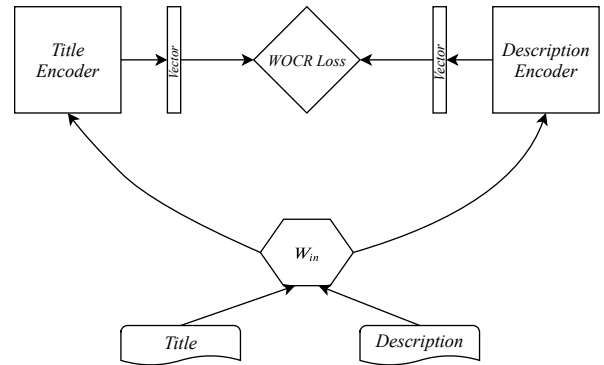 Title
Encoder
Vector
WOCR Loss
Vector
Description
Encoder
W_in
Title
Description